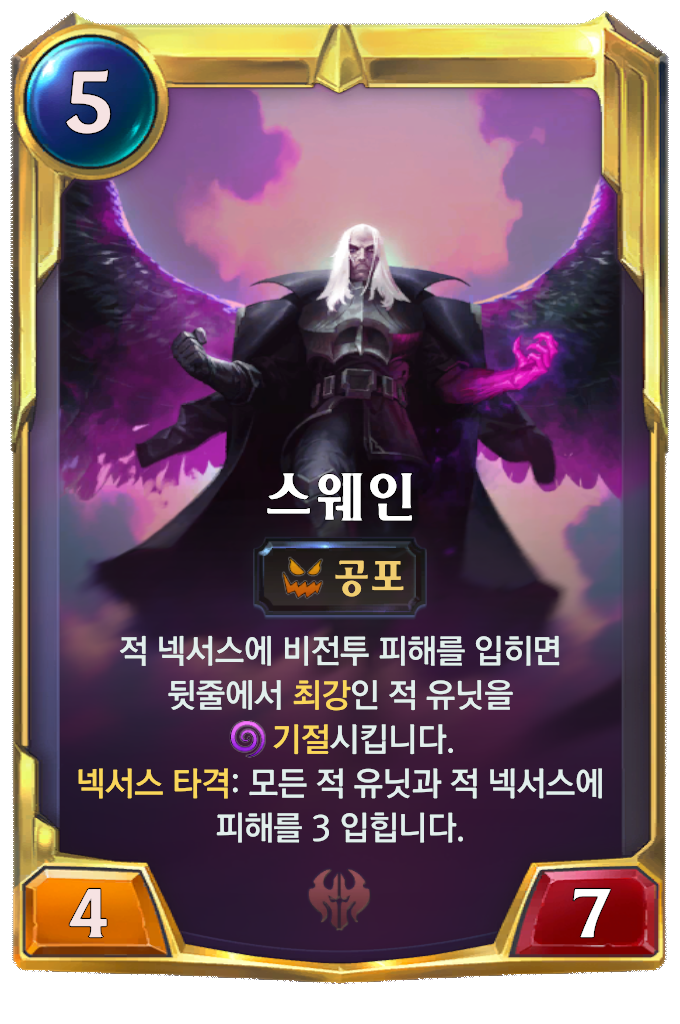 5
스웨인
공포
적 넥서스에 비전투 피해를 입히면
뒷줄에서 최강인 적 유닛을
기절시킵니다.
넥서스 타격: 모든 적 유닛과 적 넥서스에
피해를 3 입힙니다.
4
7